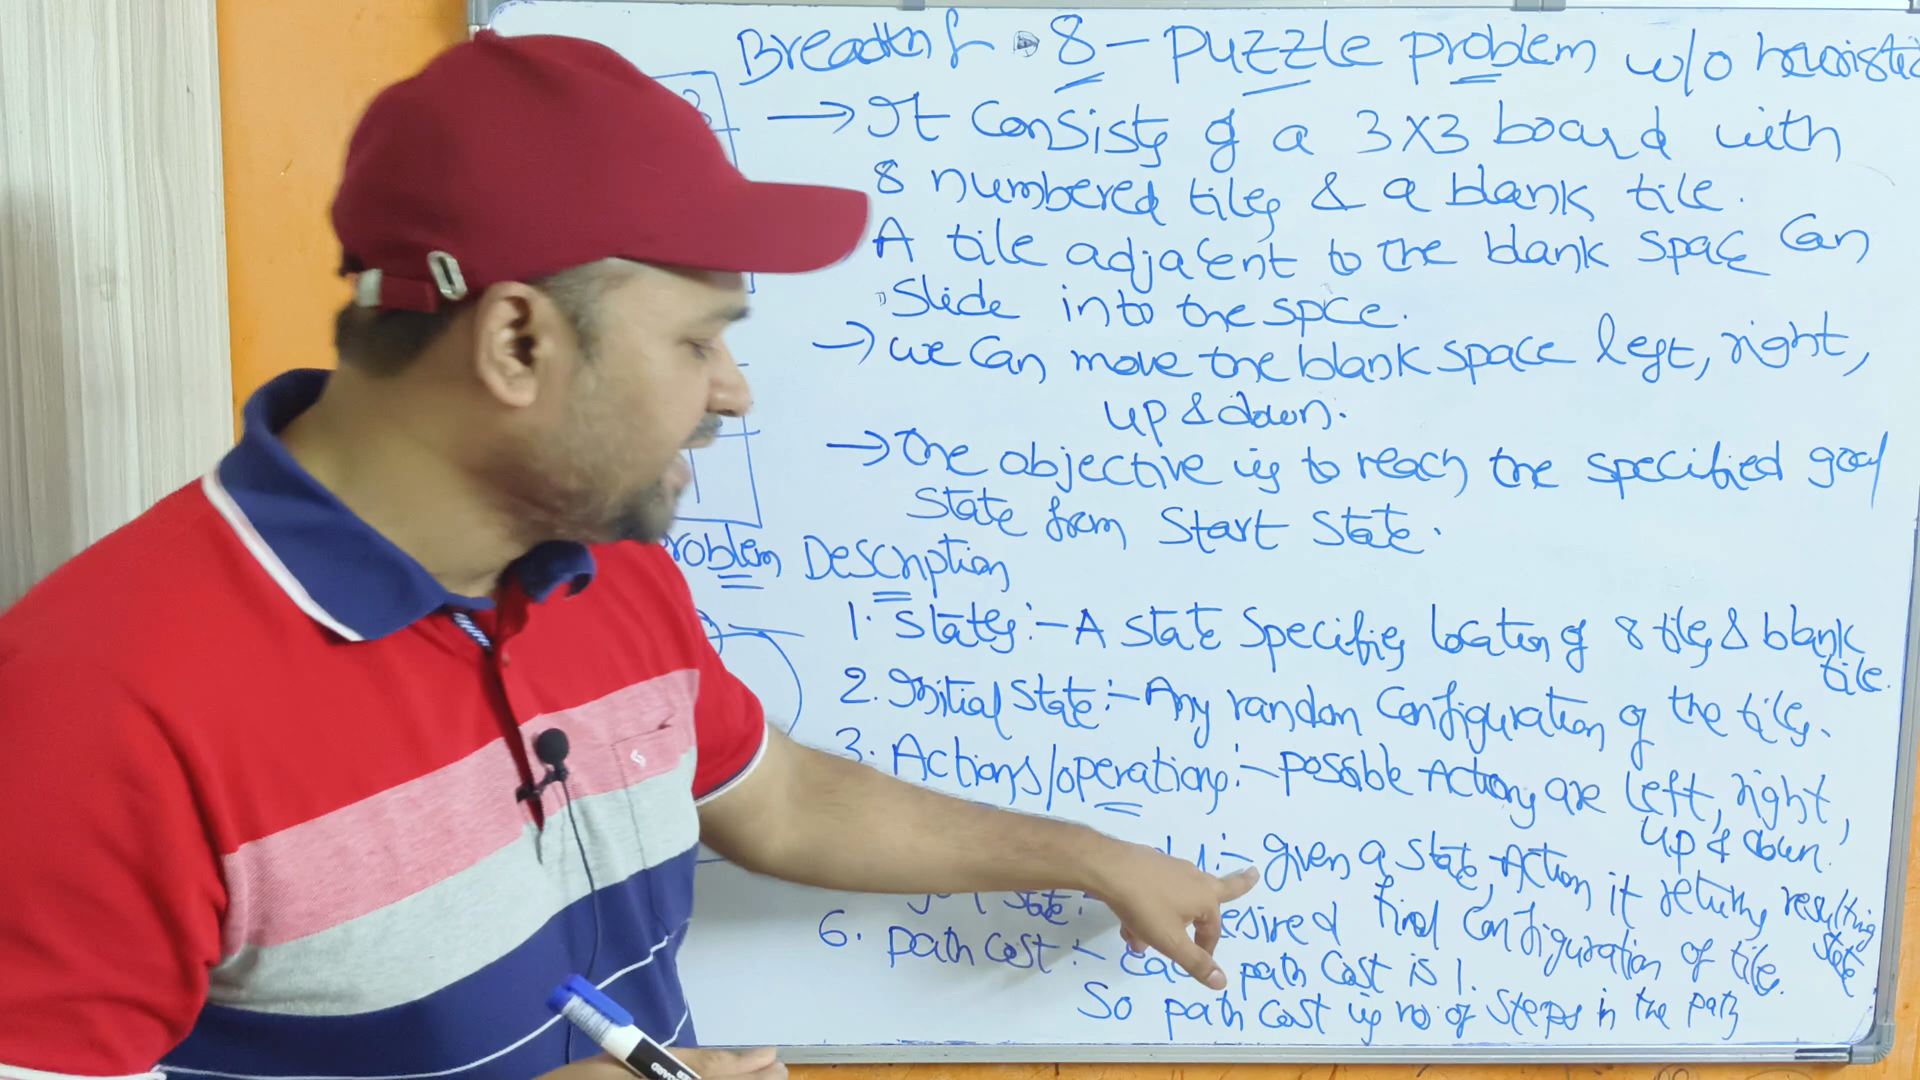 Breadth f 8 - puzzle problem w/o heuristic
→ It Consists of a 3X3 board with
8 numbered tiles & a blank tile.
A tile adjacent to the blank space Can
Slide into the spce.
→ we Can move the blank space left, right,
up & down.
→ The objective is to reach the specified goal
State from Start State.
roblem Description
1. States:- A State Specifies location of 8 tiles & blank
tile.
2. Initial State:- Any random Configuration of the tiles.
3. Actions/operations:- possible Actions are left, right,
up & down.
:- given a State, Action it returns resulting
State
State:- esired final Configuration of tile.
6. path Cost:- Each path Cost is 1.
So path Cost is no of steps in the path